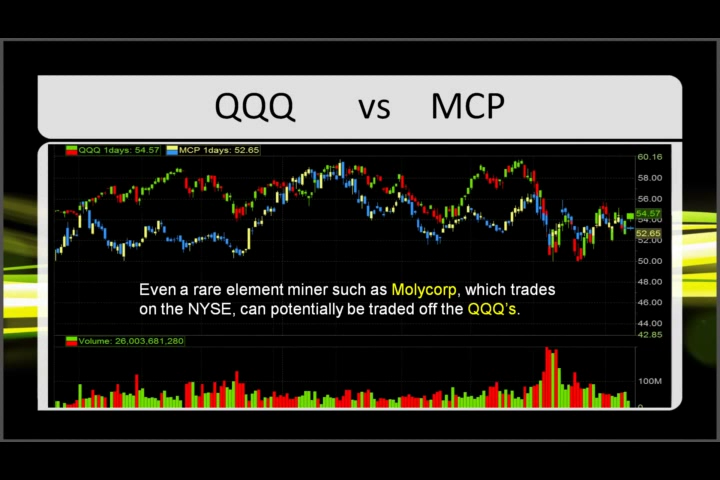 QQQ vs MCP
QQQ 1days: 54.57 MCP 1days: 52.65
60.16
58.00
56.00
54.57
54.00
52.65
52.00
50.00
48.00
Even a rare element miner such as Molycorp, which trades
on the NYSE, can potentially be traded off the QQQ's.
46.00
44.00
42.85
Volume: 26,003,681,280
100M
0